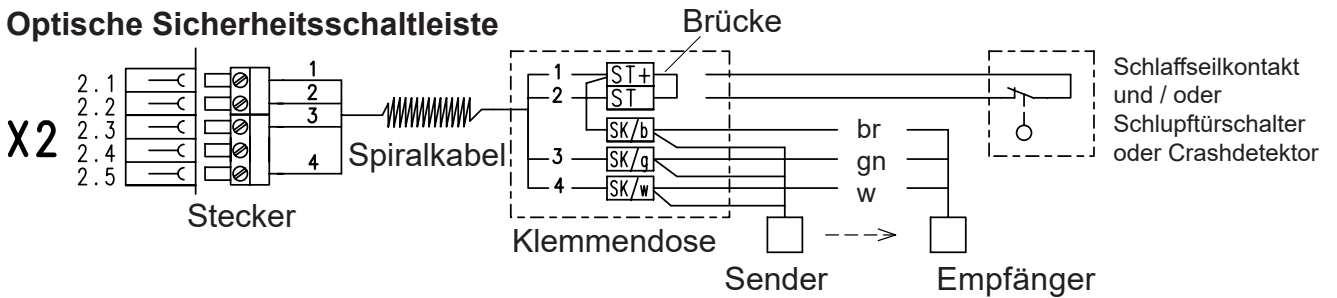 Optische Sicherheitsschaltleiste
Brücke
X2
2.1
2.2
2.3
2.4
2.5
1
2
3
4
Stecker
Spiralkabel
1
2
3
4
ST+
ST
SK/b
SK/g
SK/w
Klemmendose
br
gn
w
Sender
Empfänger
Schlaffseilkontakt
und / oder
Schlupftürschalter
oder Crashdetektor